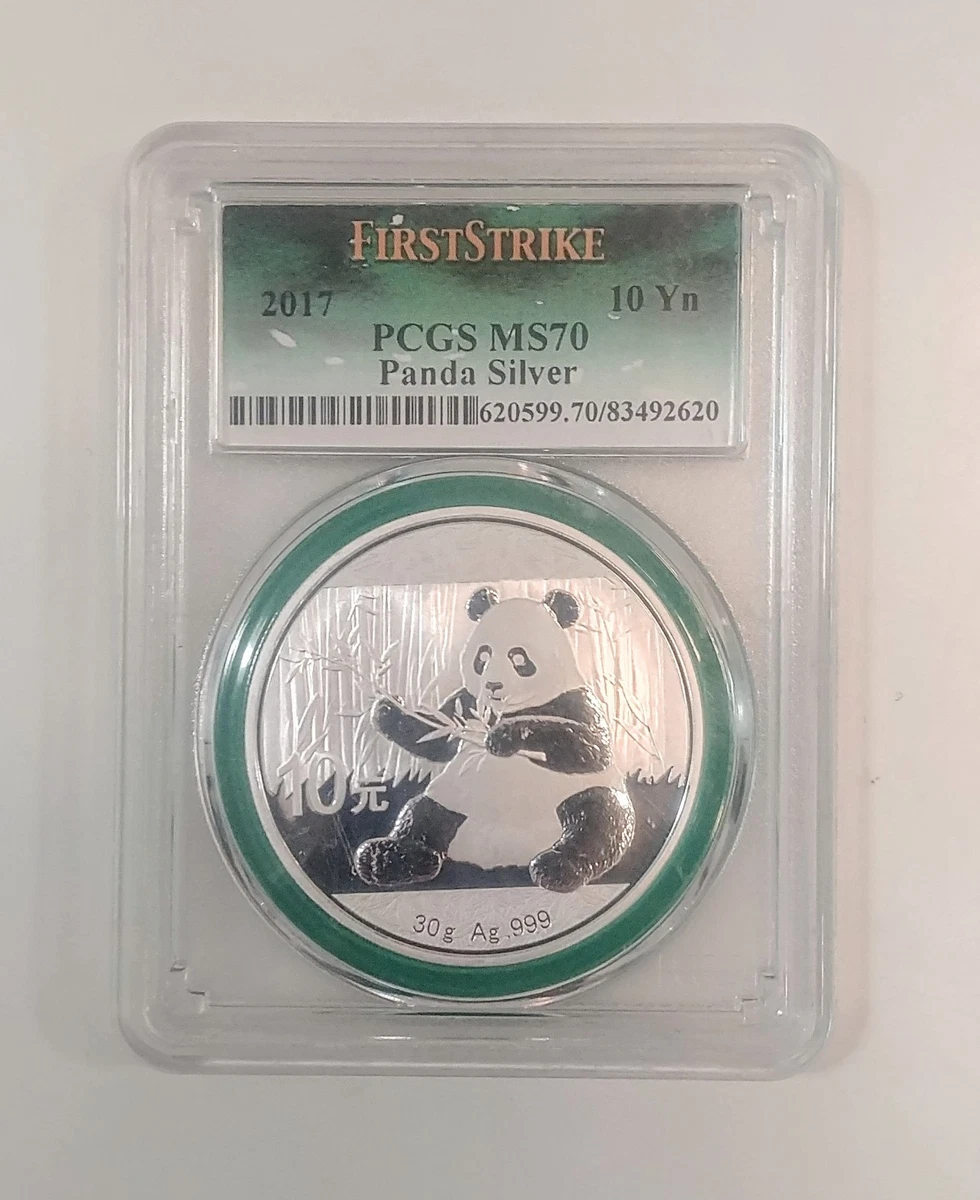 FIRSTSTRIKE
2017 10 Yn
PCGS MS70
Panda Silver
620599.70/83492620
10元
30g Ag.999